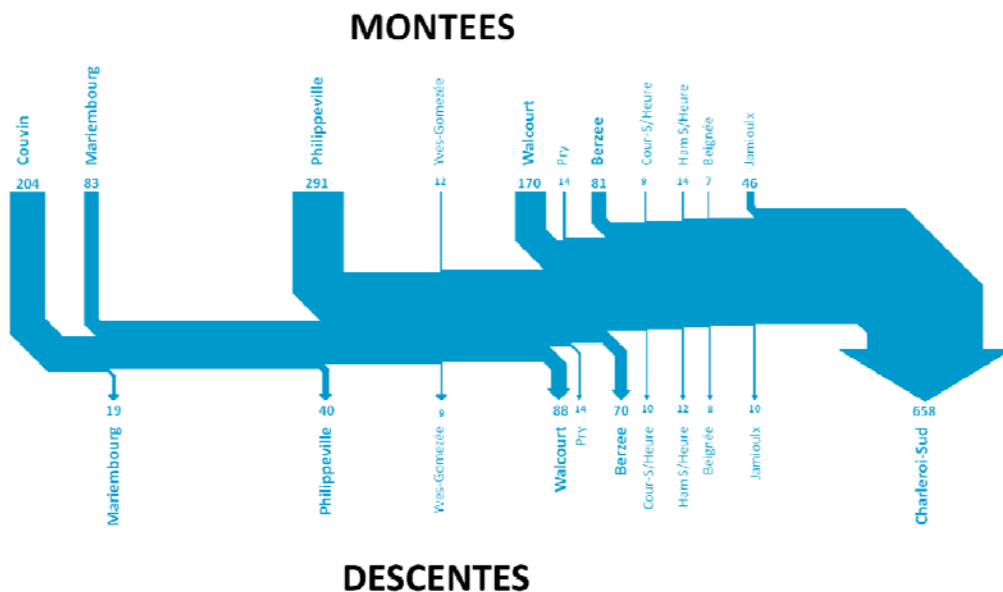 MONTEES
Couvin
Mariembourg
Philippeville
Yves-Gomezée
Walcourt
Pry
Berzee
Cour-S/Heure
Ham S/Heure
Beignée
Jamioulx
204
83
291
12
170
14
81
9
14
7
46
19
40
9
88
14
70
10
12
8
10
658
Mariembourg
Philippeville
Yves-Gomezée
Walcourt
Pry
Berzee
Cour-S/Heure
Ham S/Heure
Beignée
Jamioulx
Charleroi-Sud
DESCENTES